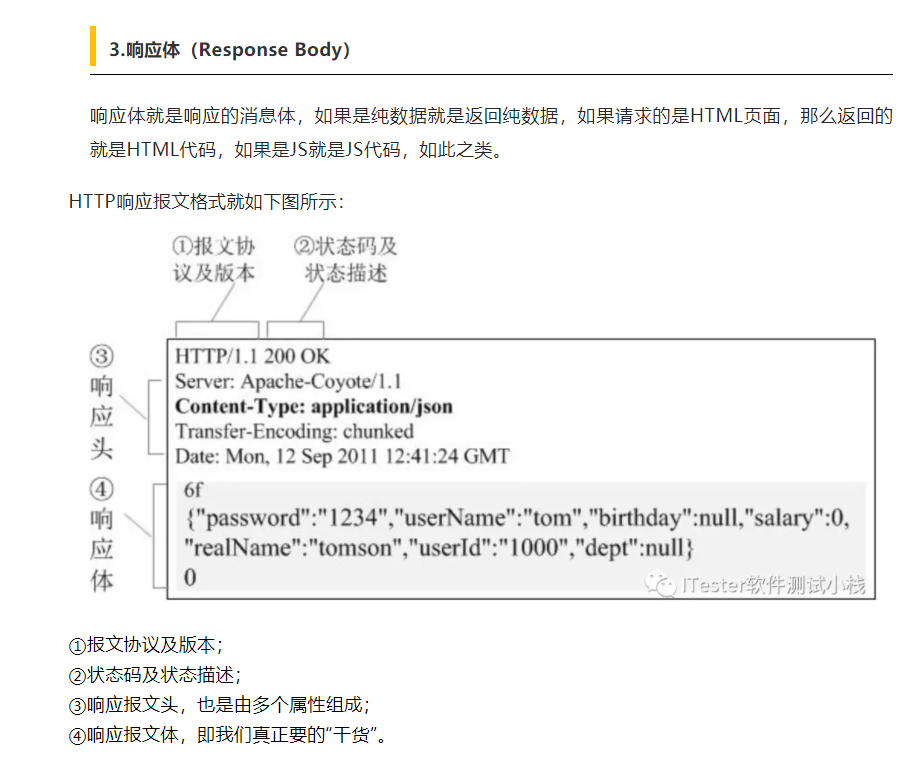 3.响应体（Response Body）
响应体就是响应的消息体，如果是纯数据就是返回纯数据，如果请求的是HTML页面，那么返回的
就是HTML代码，如果是JS就是JS代码，如此之类。
HTTP响应报文格式就如下图所示：
①报文协
议及版本
②状态码及
状态描述
HTTP/1.1 200 OK
③
响
应
头
Server: Apache-Coyote/1.1
Content-Type: application/json
Transfer-Encoding: chunked
Date: Mon, 12 Sep 2011 12:41:24 GMT
④
响
应
体
6f
{"password":"1234","userName":"tom","birthday":null,"salary":0,
"realName":"tomson","userId":"1000","dept":null}
0
ITester软件测试小栈
①报文协议及版本；
②状态码及状态描述；
③响应报文头，也是由多个属性组成；
④响应报文体，即我们真正要的“干货”。